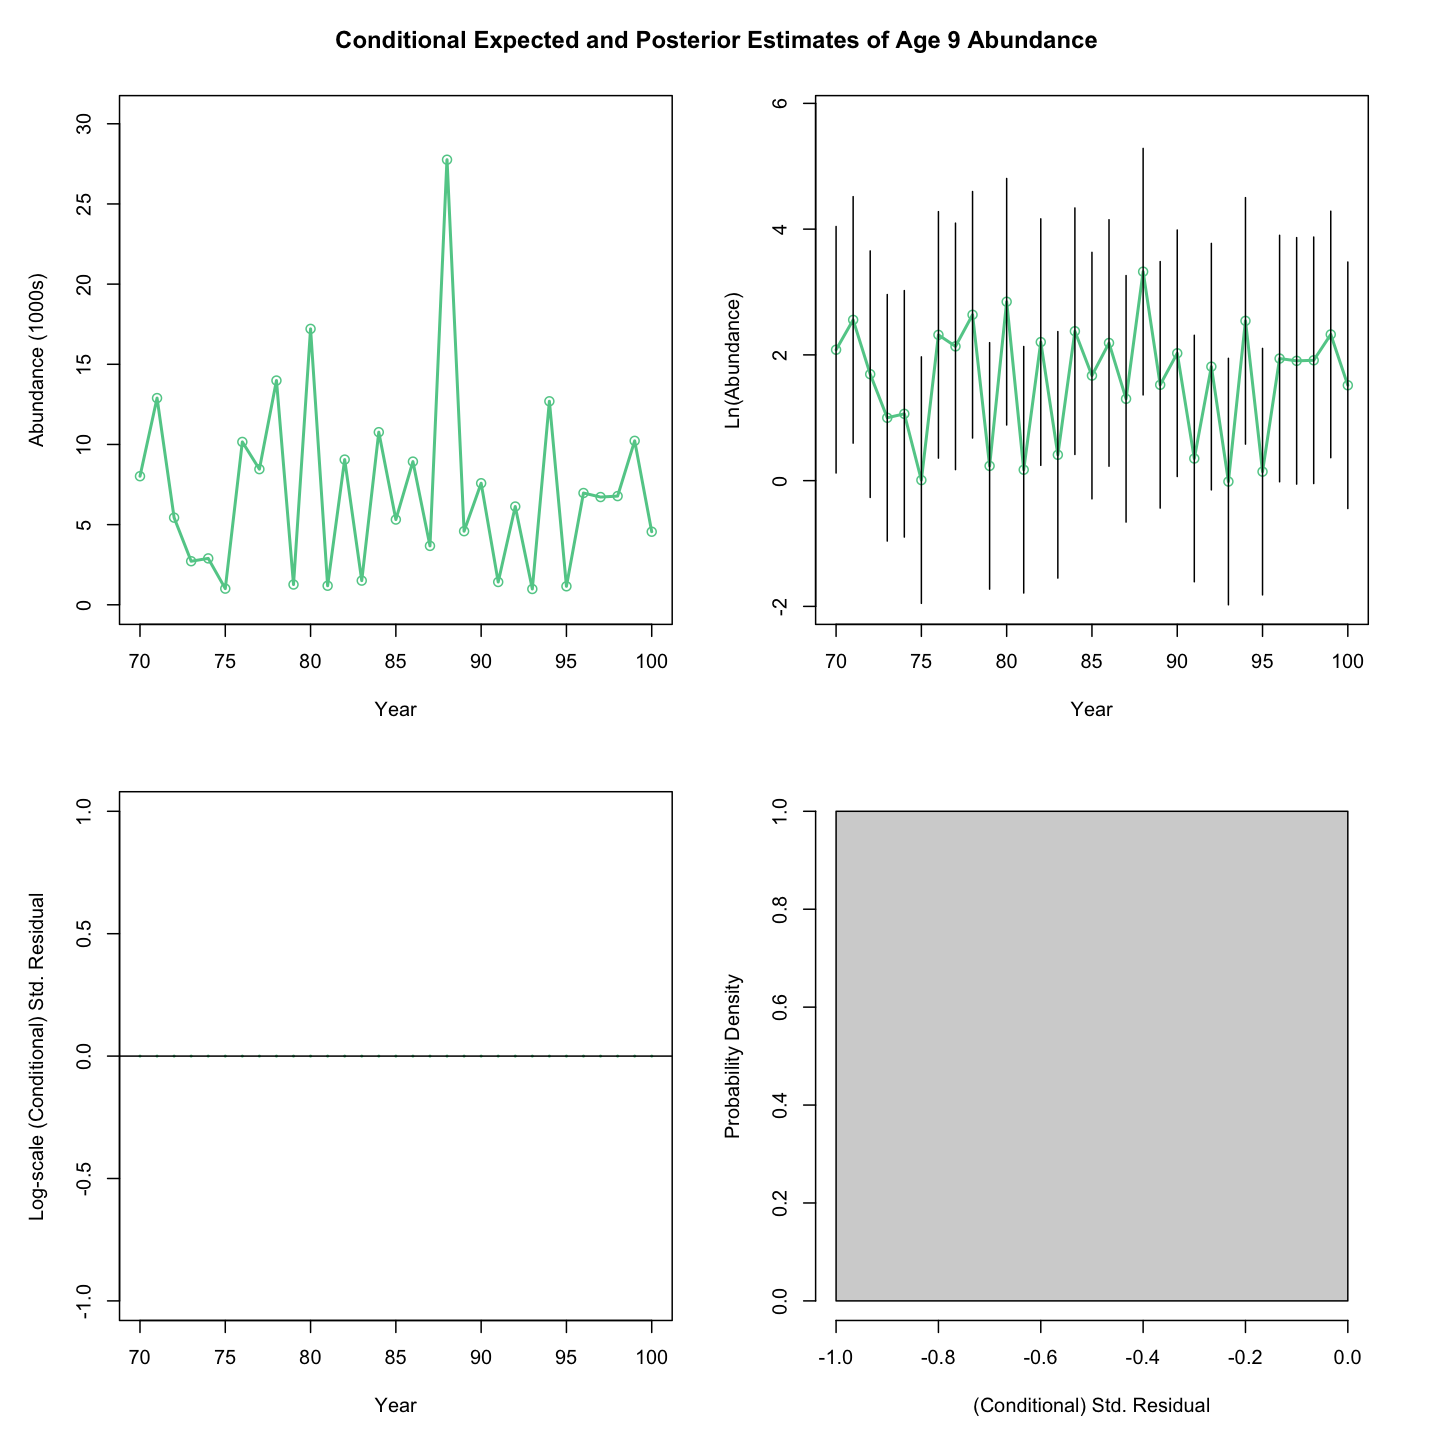 Conditional Expected and Posterior Estimates of Age 9 Abundance
Abundance (1000s)
30
25
20
15
10
5
0
70 75 80 85 90 95 100
Year
Ln(Abundance)
6
4
2
0
-2
70 75 80 85 90 95 100
Year
Log-scale (Conditional) Std. Residual
1.0
0.5
0.0
-0.5
-1.0
70 75 80 85 90 95 100
Year
Probability Density
1.0
0.8
0.6
0.4
0.2
0.0
-1.0 -0.8 -0.6 -0.4 -0.2 0.0
(Conditional) Std. Residual